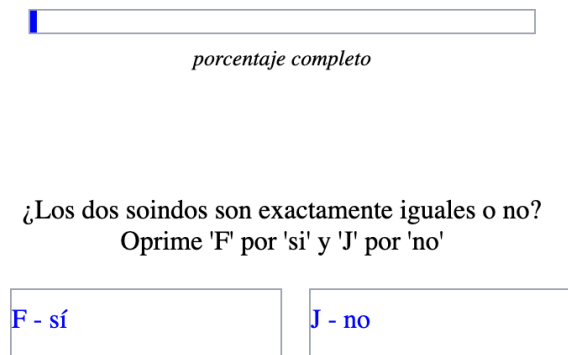 porcentaje completo
¿Los dos soindos son exactamente iguales o no?
Oprime 'F' por 'si' y 'J' por 'no'
F - sí
J - no